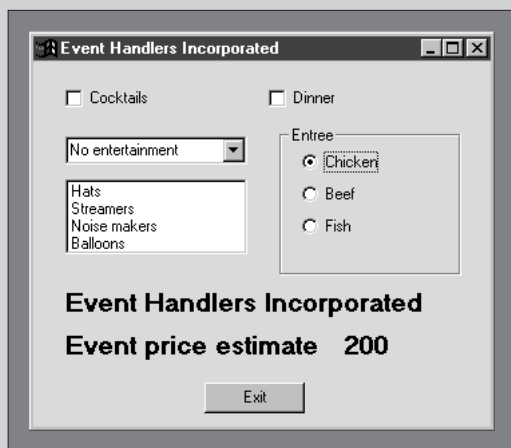 Event Handlers Incorporated
Cocktails
Dinner
No entertainment
Hats
Streamers
Noise makers
Balloons
Entree
Chicken
Beef
Fish
Event Handlers Incorporated
Event price estimate 200
Exit